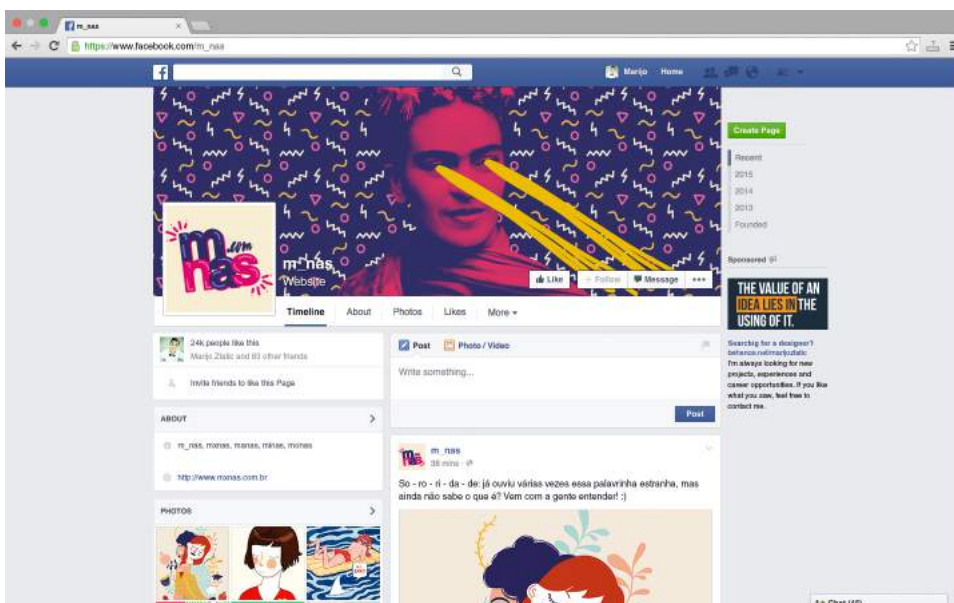 m_nas
https://www.facebook.com/m_nas
Marijo Home
m
.com
nas
m_nas
Website
Like
Follow
Message
Timeline About Photos Likes More
Create Page
Recent
2015
2014
2013
Founded
Sponsored
THE VALUE OF AN
IDEA LIES IN THE
USING OF IT.
Searching for a designer?
behance.net/marijozlatic
I'm always looking for new
projects, experiences and
career opportunities. If you like
what you saw, feel free to
contact me.
24k people like this
Marijo Zlatic and 83 other friends
Invite friends to like this Page
ABOUT
m_nas, mxnas, manas, minas, monas
http://www.mxnas.com.br
PHOTOS
Post Photo / Video
Write something...
Post
m
nas
m_nas
38 mins
So - ro - ri - da - de: já ouviu várias vezes essa palavrinha estranha, mas
ainda não sabe o que é? Vem com a gente entender! :)